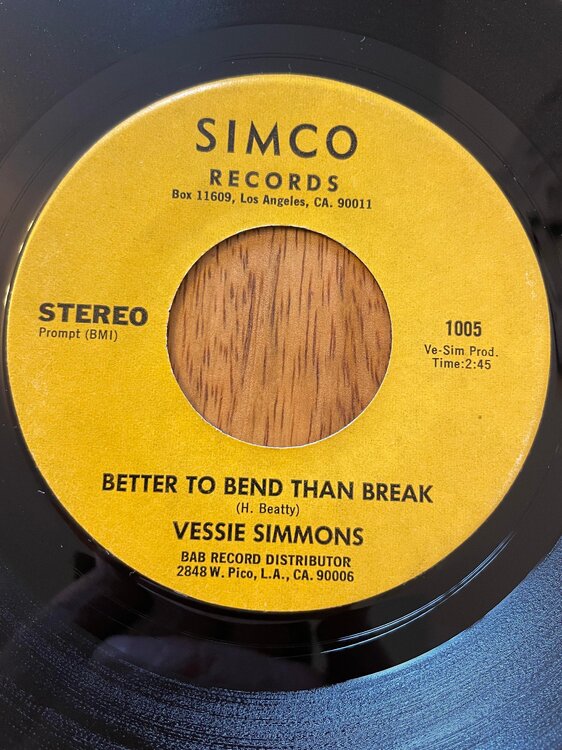 SIMCO
RECORDS
Box 11609, Los Angeles, CA. 90011
STEREO
Prompt (BMI)
1005
Ve-Sim Prod.
Time:2:45
BETTER TO BEND THAN BREAK
(H. Beatty)
VESSIE SIMMONS
BAB RECORD DISTRIBUTOR
2848 W. Pico, L.A., CA. 90006